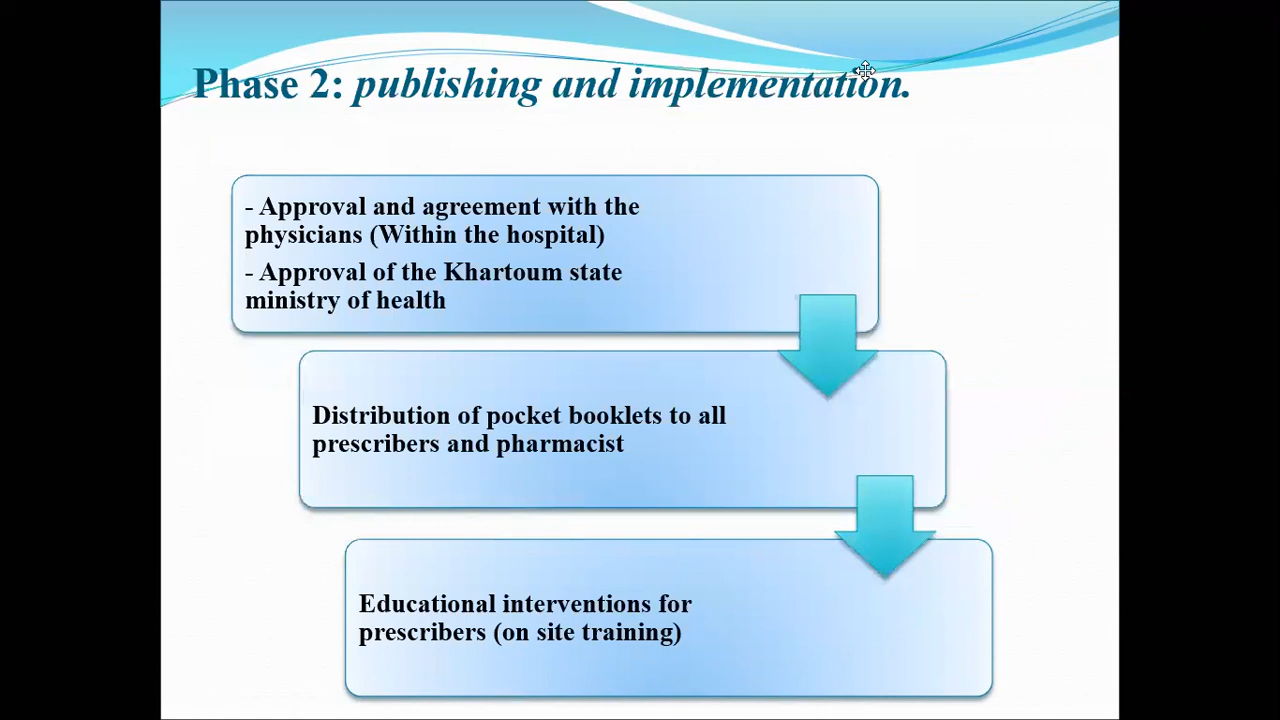 Phase 2: publishing and implementation.
- Approval and agreement with the
physicians (Within the hospital)
- Approval of the Khartoum state
ministry of health
Distribution of pocket booklets to all
prescribers and pharmacist
Educational interventions for
prescribers (on site training)